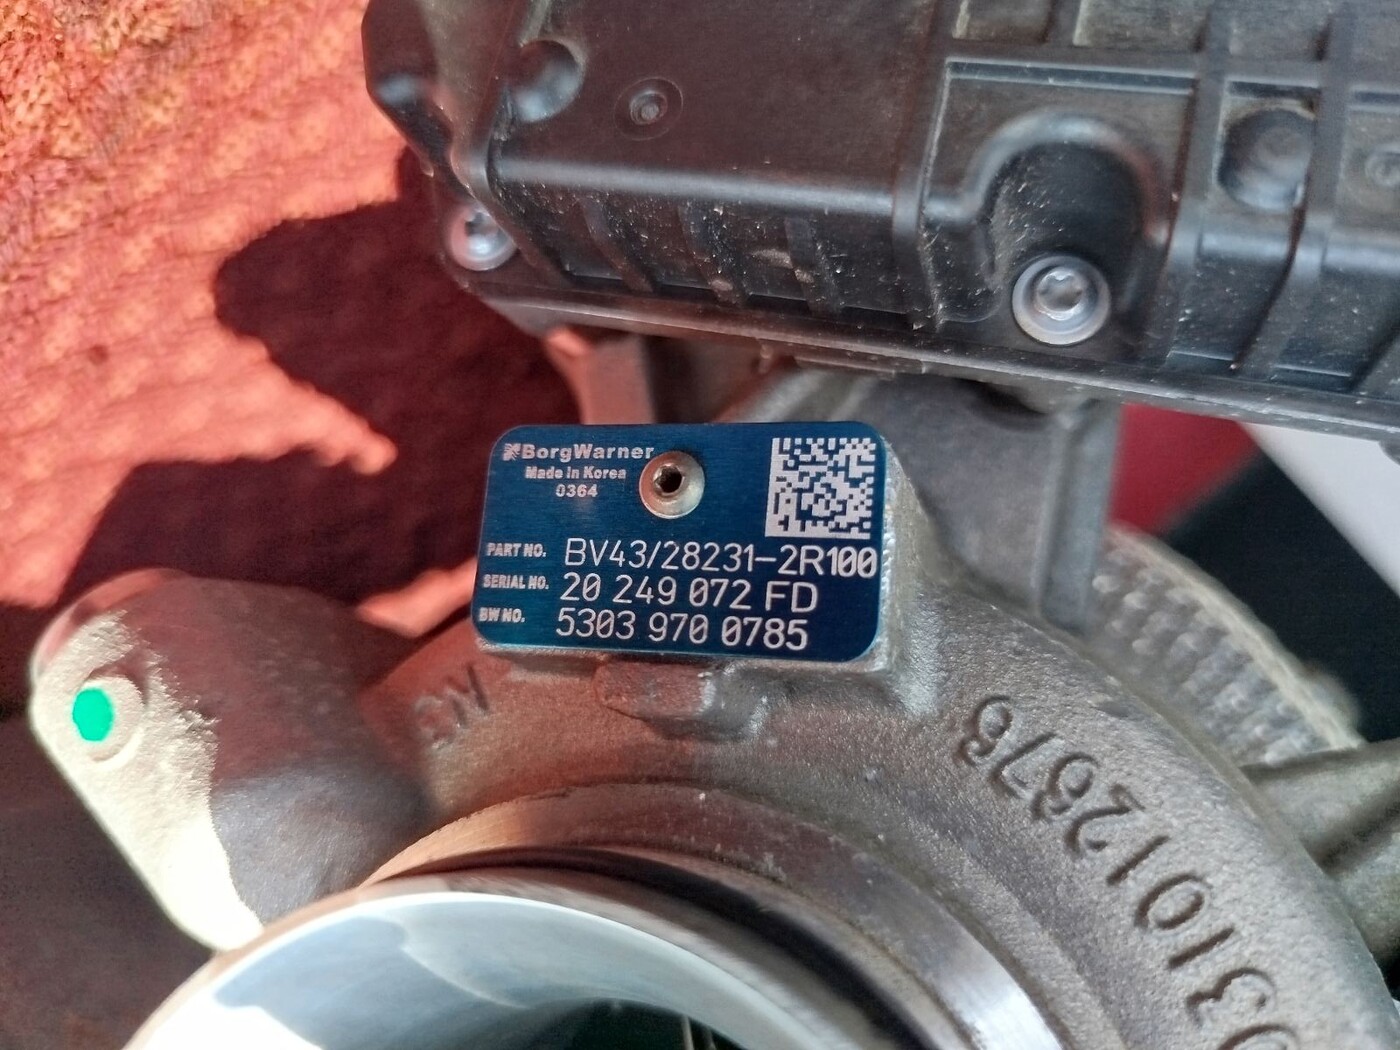 BorgWarner
Made in Korea
0364
PART NO. BV43/28231-2R100
SERIAL NO. 20 249 072 FD
BW NO. 5303 970 0785